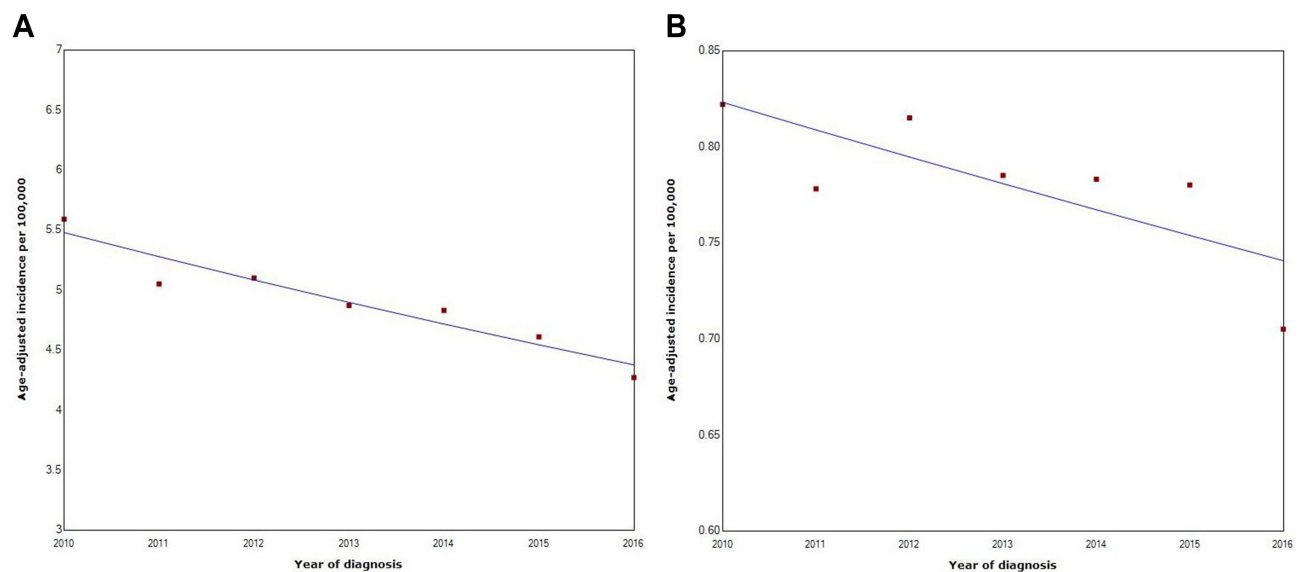 A
7
6.5
6
5.5
5
4.5
4
3.5
3
Age-adjusted incidence per 100,000
2010 2011 2012 2013 2014 2015 2016
Year of diagnosis
B
0.85
0.80
0.75
0.70
0.65
0.60
Age-adjusted incidence per 100,000
2010 2011 2012 2013 2014 2015 2016
Year of diagnosis